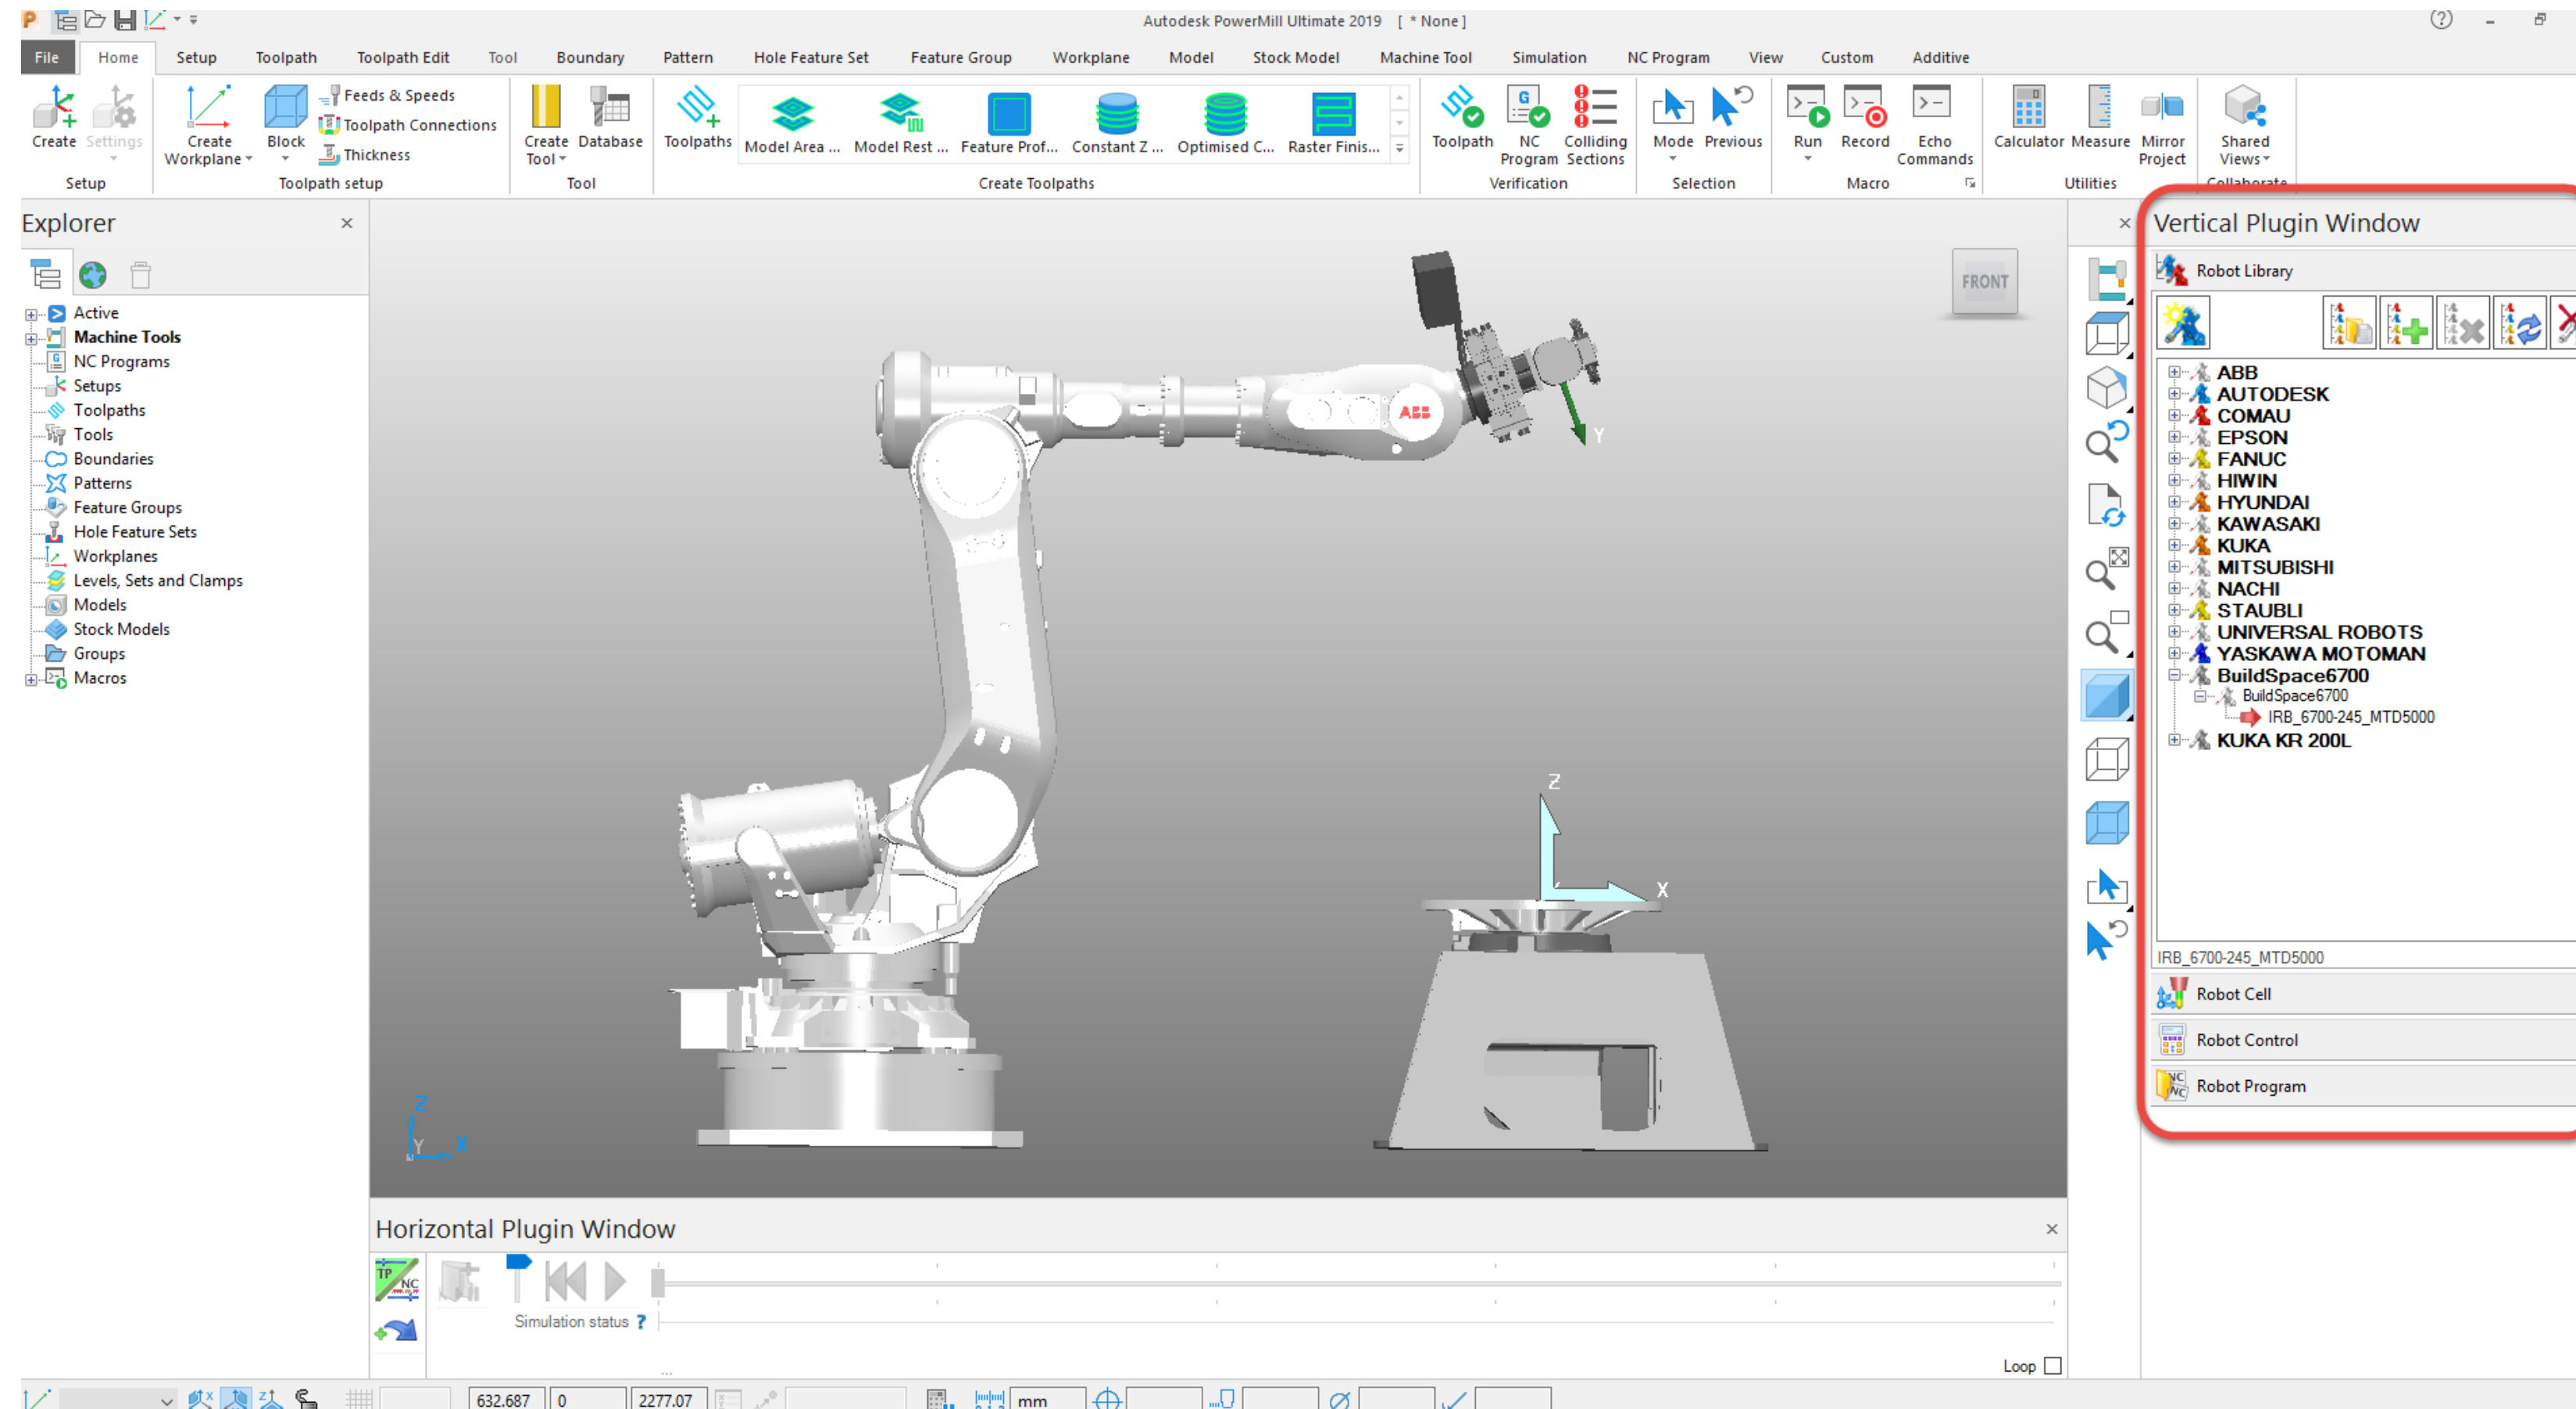 Autodesk PowerMill Ultimate 2019 [ * None ]
File Home Setup Toolpath Toolpath Edit Tool Boundary Pattern Hole Feature Set Feature Group Workplane Model Stock Model Machine Tool Simulation NC Program View Custom Additive
Create
Settings
Setup
Create Workplane
Block
Feeds & Speeds
Toolpath Connections
Thickness
Toolpath setup
Create Tool
Database
Tool
Toolpaths
Model Area ...
Model Rest ...
Feature Prof...
Constant Z ...
Optimised C...
Raster Finis...
Create Toolpaths
Toolpath
NC Program
Colliding Sections
Verification
Mode
Previous
Selection
Run
Record
Echo Commands
Macro
Calculator
Measure
Mirror Project
Utilities
Shared Views
Collaborate
Explorer
Active
Machine Tools
NC Programs
Setups
Toolpaths
Tools
Boundaries
Patterns
Feature Groups
Hole Feature Sets
Workplanes
Levels, Sets and Clamps
Models
Stock Models
Groups
Macros
FRONT
ABB
Y
Z
X
Z
Y X
Vertical Plugin Window
Robot Library
ABB
AUTODESK
COMAU
EPSON
FANUC
HIWIN
HYUNDAI
KAWASAKI
KUKA
MITSUBISHI
NACHI
STAUBLI
UNIVERSAL ROBOTS
YASKAWA MOTOMAN
BuildSpace6700
BuildSpace6700
IRB_6700-245_MTD5000
KUKA KR 200L
IRB_6700-245_MTD5000
Robot Cell
Robot Control
Robot Program
Horizontal Plugin Window
TP
NC
Simulation status ?
...
Loop
632.687 0 2277.07 mm